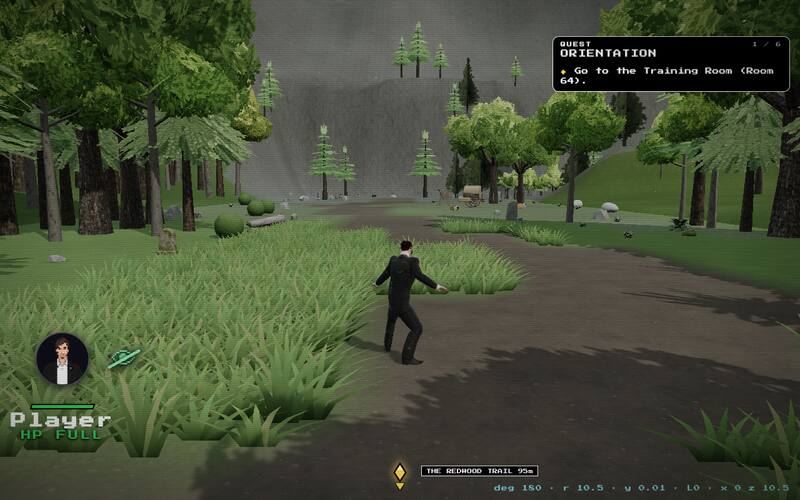 QUEST 1 / 6
ORIENTATION
◆ Go to the Training Room (Room
64).
Player
HP FULL
THE REDWOOD TRAIL 95m
deg 180 · r 10.5 · y 0.01 · L0 · x 0 z 10.5